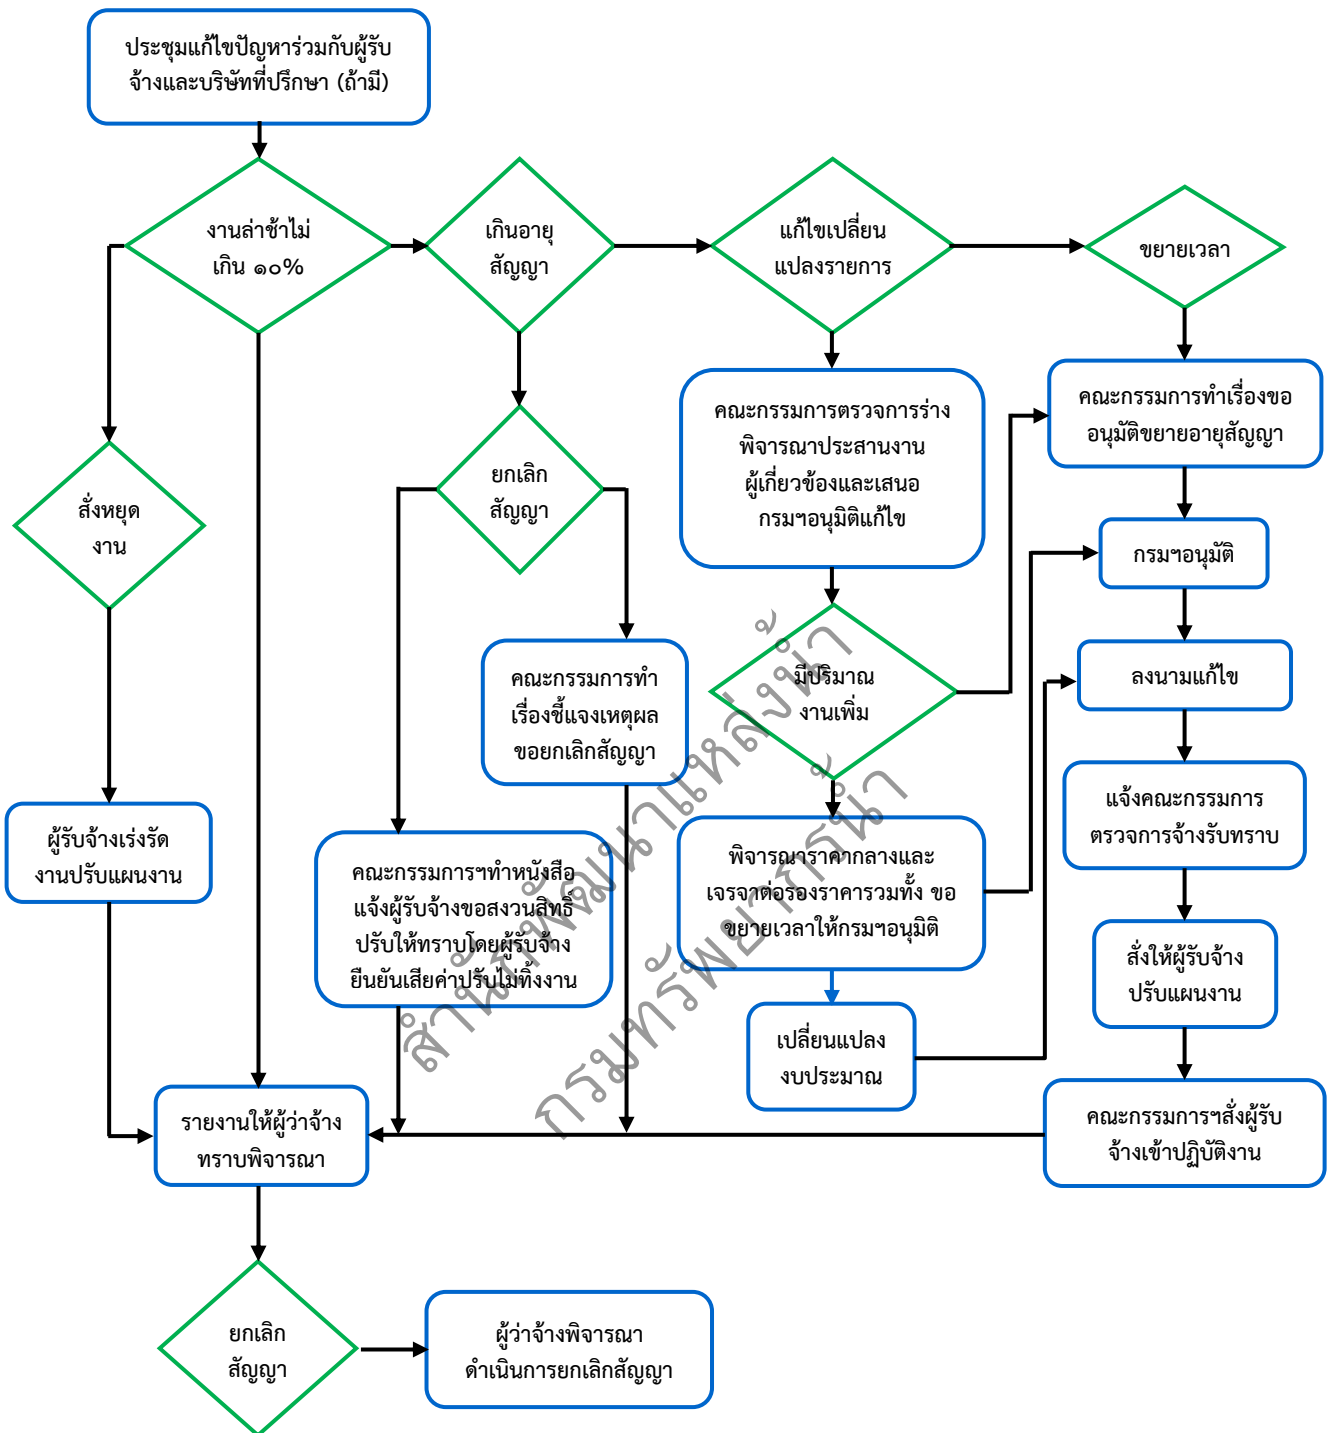 ประชุมแก้ไขปัญหาร่วมกับผู้รับ
จ้างและบริษัทที่ปรึกษา (ถ้ามี)
งานล่าช้าไม่
เกิน ๑๐%
เกินอายุ
สัญญา
แก้ไขเปลี่ยน
แปลงรายการ
ขยายเวลา
สั่งหยุด
งาน
ยกเลิก
สัญญา
คณะกรรมการตรวจการร่าง
พิจารณาประสานงาน
ผู้เกี่ยวข้องและเสนอ
กรมฯอนุมิติแก้ไข
คณะกรรมการทำเรื่องขอ
อนุมัติขยายอายุสัญญา
กรมฯอนุมัติ
คณะกรรมการทำ
เรื่องชี้แจงเหตุผล
ขอยกเลิกสัญญา
มีปริมาณ
งานเพิ่ม
ลงนามแก้ไข
ผู้รับจ้างเร่งรัด
งานปรับแผนงาน
คณะกรรมการฯทำหนังสือ
แจ้งผู้รับจ้างขอสงวนสิทธิ์
ปรับให้ทราบโดยผู้รับจ้าง
ยืนยันเสียค่าปรับไม่ทิ้งงาน
พิจารณาราคากลางและ
เจรจาต่อรองราคารวมทั้ง ขอ
ขยายเวลาให้กรมฯอนุมิติ
แจ้งคณะกรรมการ
ตรวจการจ้างรับทราบ
สั่งให้ผู้รับจ้าง
ปรับแผนงาน
เปลี่ยนแปลง
งบประมาณ
รายงานให้ผู้ว่าจ้าง
ทราบพิจารณา
คณะกรรมการฯสั่งผู้รับ
จ้างเข้าปฏิบัติงาน
ยกเลิก
สัญญา
ผู้ว่าจ้างพิจารณา
ดำเนินการยกเลิกสัญญา
สำนักพัฒนาแหล่งน้ำ
กรมทรัพยากรน้ำ